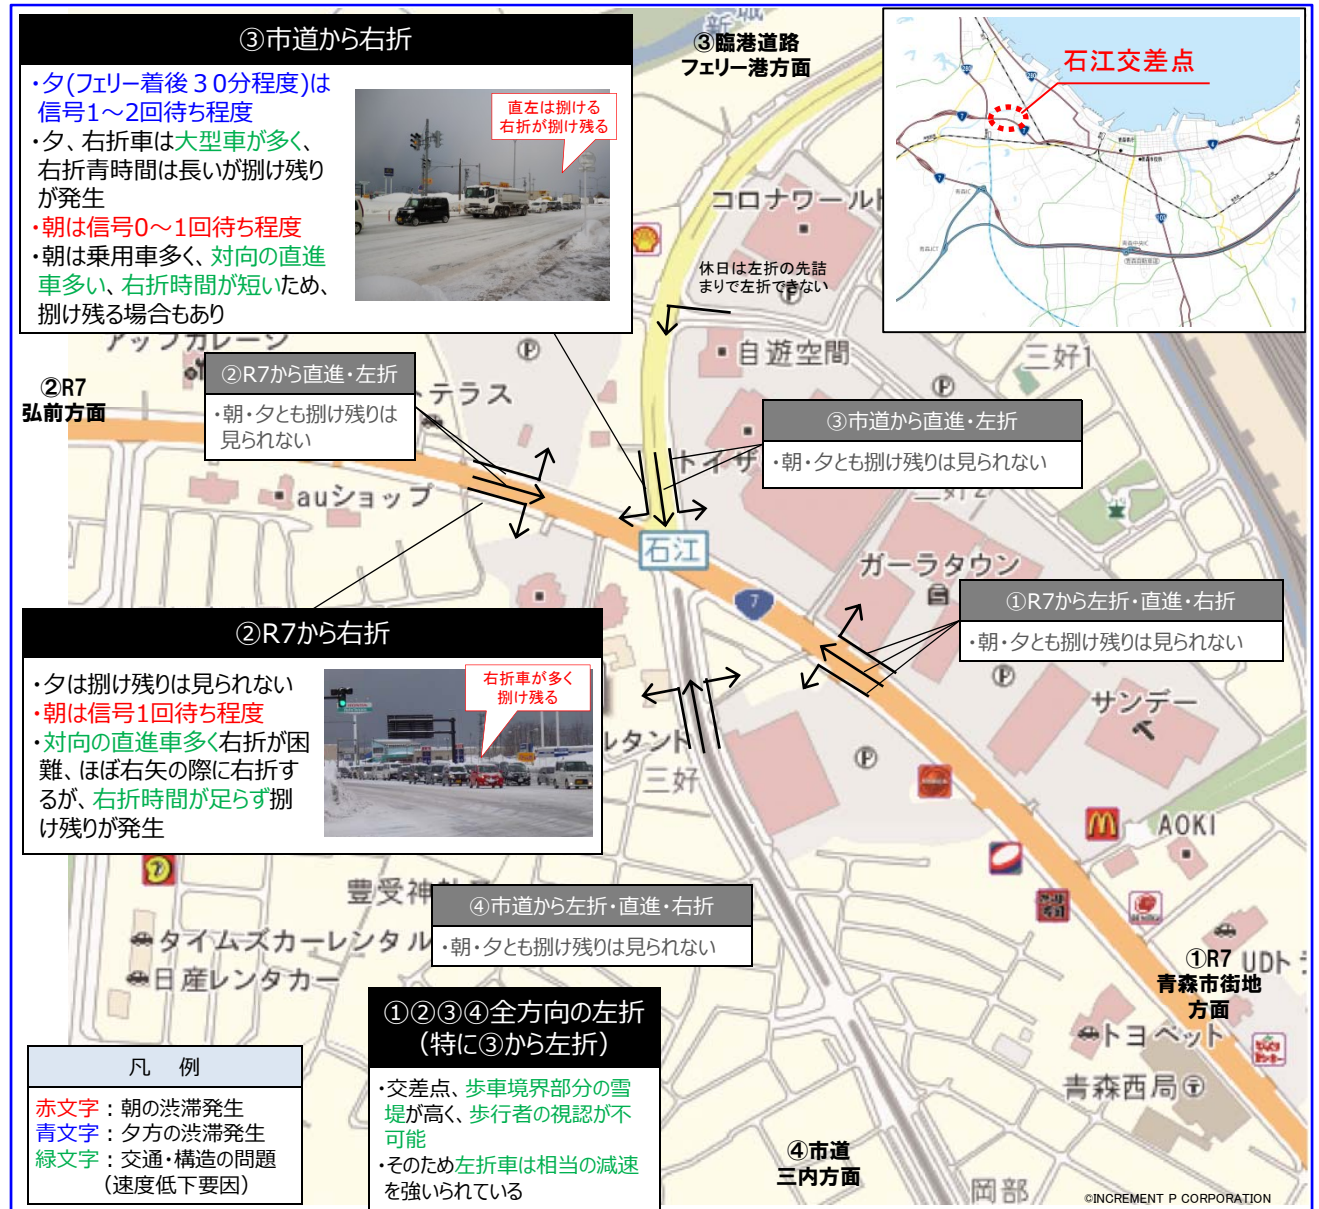 ③市道から右折
・夕(フェリー着後３０分程度)は
信号1～2回待ち程度
・夕、右折車は大型車が多く、
右折青時間は長いが捌け残り
が発生
・朝は信号0～1回待ち程度
・朝は乗用車多く、対向の直進
車多い、右折時間が短いため、
捌け残る場合もあり
直左は捌ける
右折が捌け残る
③臨港道路
フェリー港方面
石江交差点
コロナワールド
休日は左折の先詰
まりで左折できない
自遊空間
三好1
アップガレージ
②R7
弘前方面
②R7から直進・左折
・朝・夕とも捌け残りは
見られない
テラス
③市道から直進・左折
・朝・夕とも捌け残りは見られない
トイザ
三好2
auショップ
石江
ガーラタウン
7
①R7から左折・直進・右折
・朝・夕とも捌け残りは見られない
②R7から右折
・夕は捌け残りは見られない
・朝は信号1回待ち程度
・対向の直進車多く右折が困
難、ほぼ右矢の際に右折す
るが、右折時間が足らず捌
け残りが発生
右折車が多く
捌け残る
ルタント
三好
サンデー
AOKI
豊受神
④市道から左折・直進・右折
・朝・夕とも捌け残りは見られない
タイムズカーレンタル
日産レンタカー
①R7
青森市街地
方面
UDト
トヨペット
青森西局
①②③④全方向の左折
（特に③から左折）
・交差点、歩車境界部分の雪
堤が高く、歩行者の視認が不
可能
・そのため左折車は相当の減速
を強いられている
凡　例
赤文字：朝の渋滞発生
青文字：夕方の渋滞発生
緑文字：交通・構造の問題
（速度低下要因）
④市道
三内方面
岡部
©INCREMENT P CORPORATION